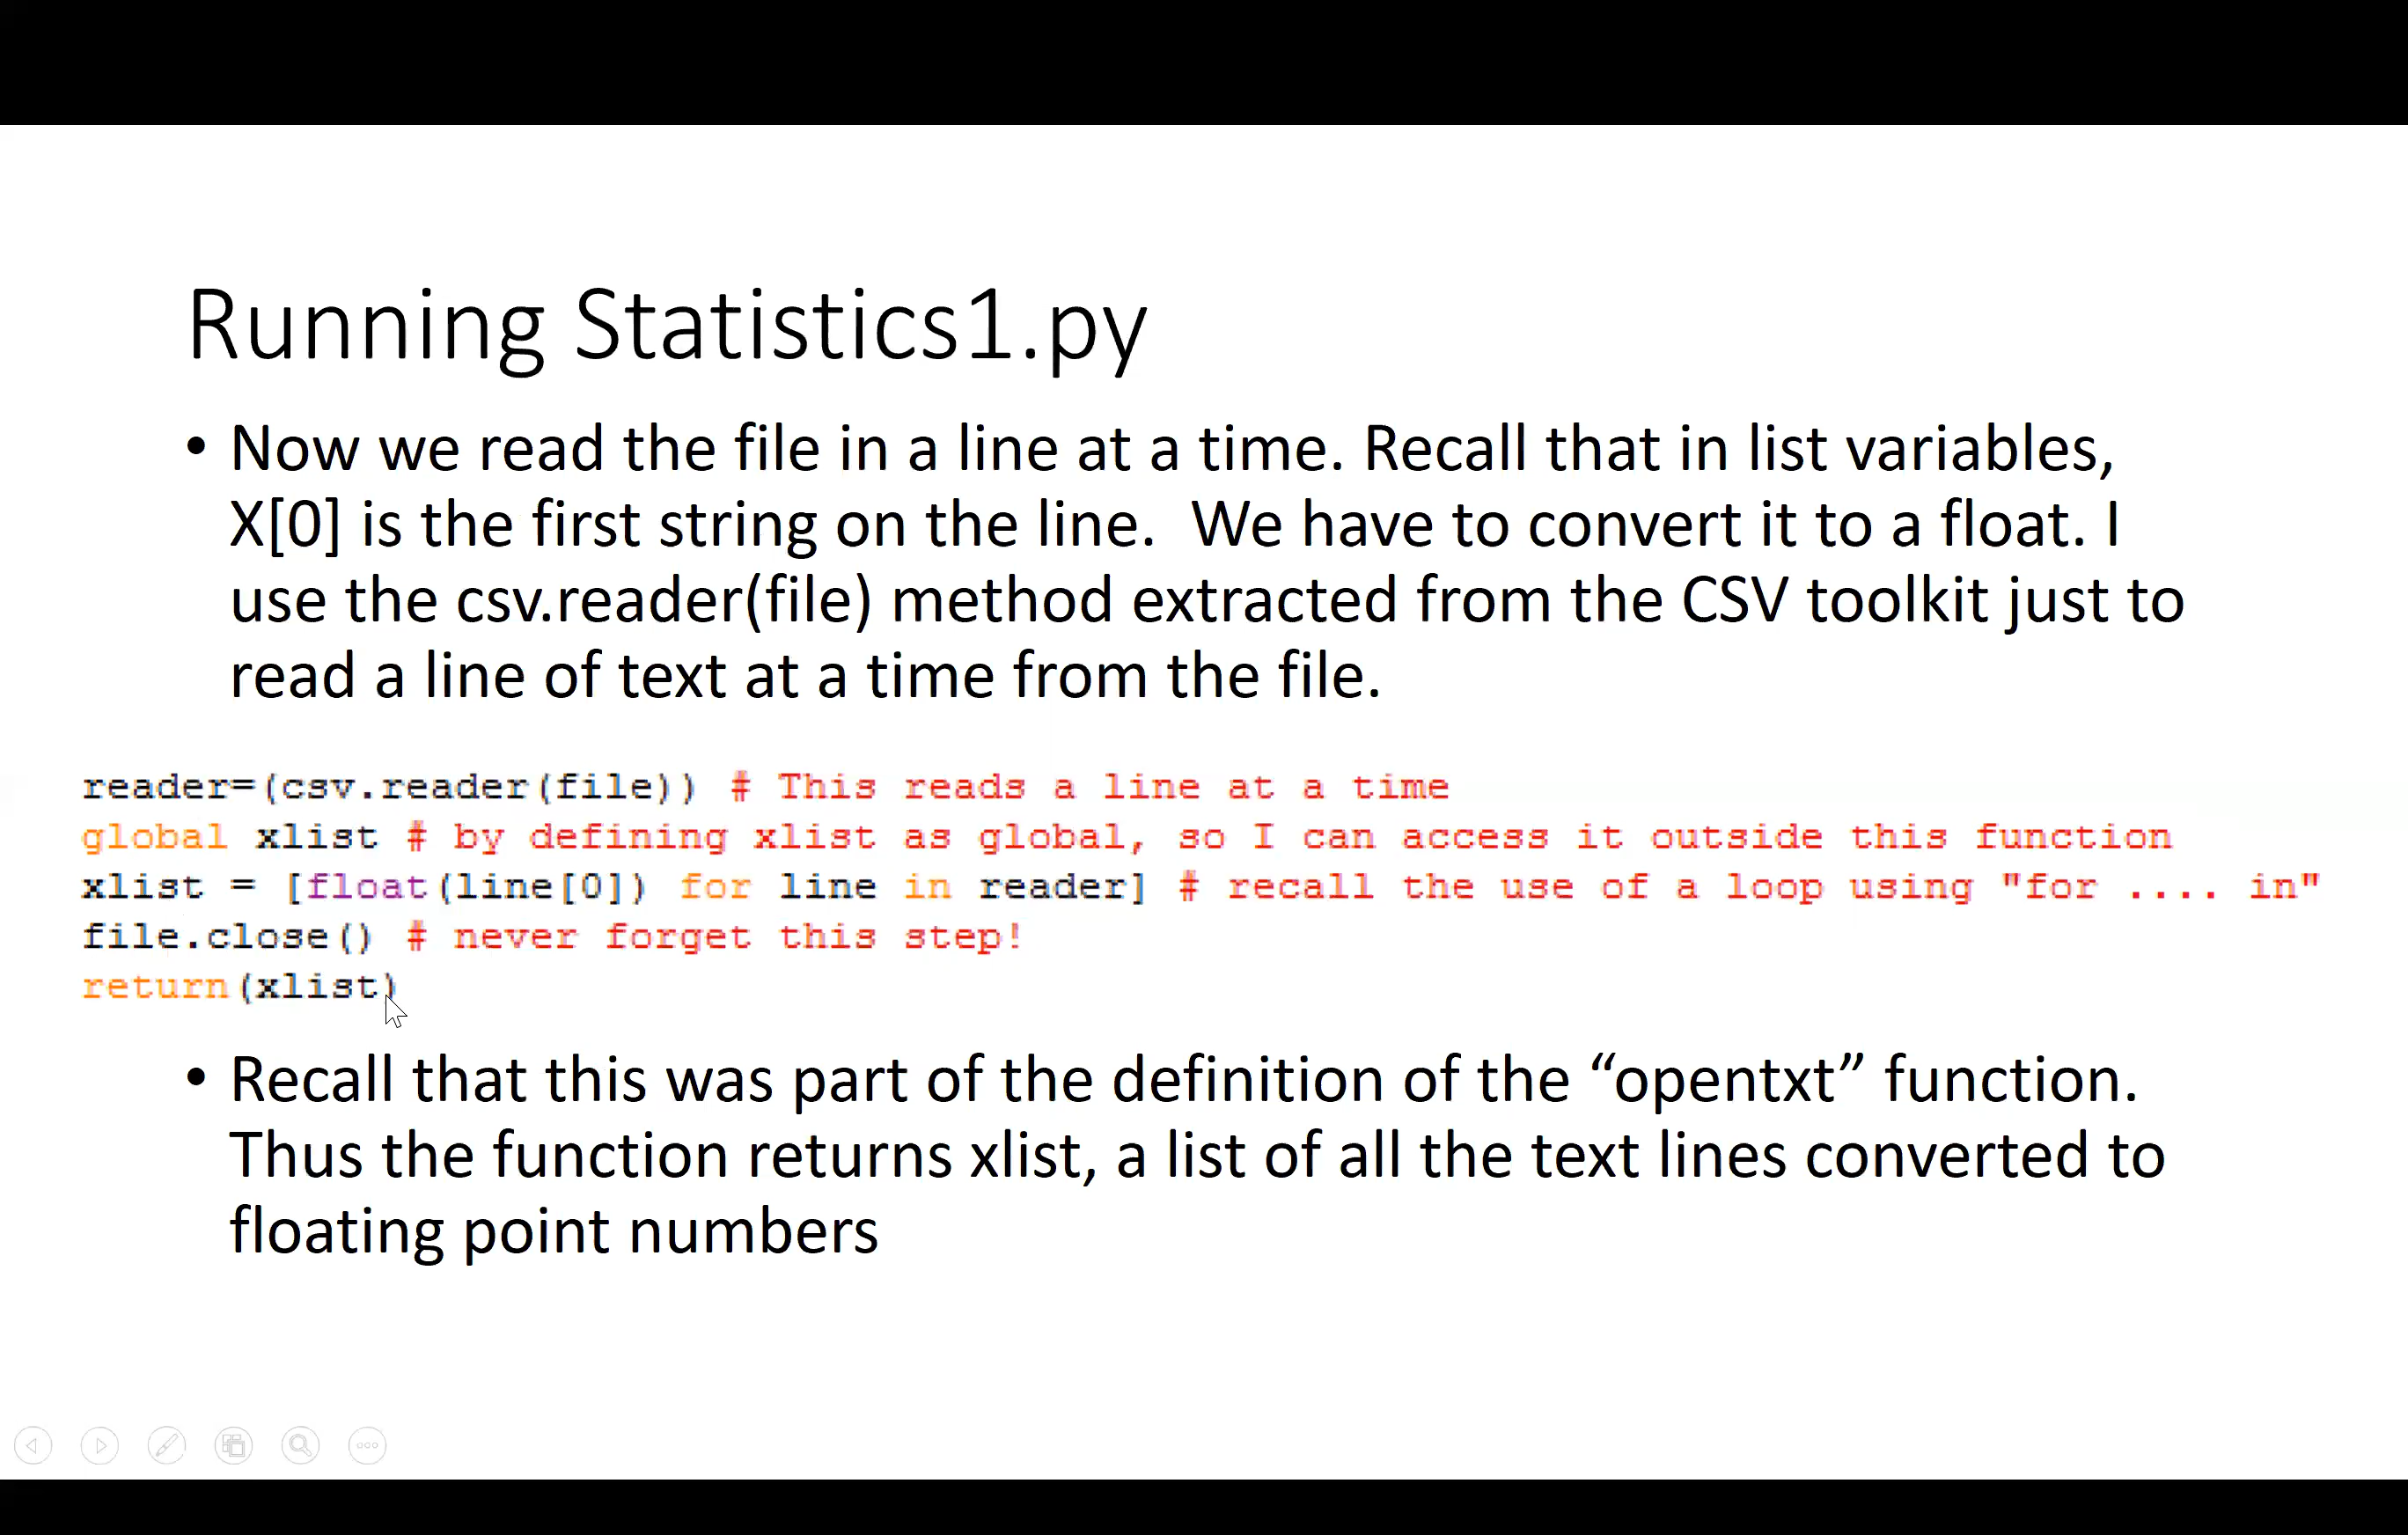 Running Statistics1.py
• Now we read the file in a line at a time. Recall that in list variables,
X[0] is the first string on the line.  We have to convert it to a float. I
use the csv.reader(file) method extracted from the CSV toolkit just to
read a line of text at a time from the file.
reader=(csv.reader(file)) # This reads a line at a time
global xlist # by defining xlist as global, so I can access it outside this function
xlist = [float(line[0]) for line in reader] # recall the use of a loop using "for .... in"
file.close() # never forget this step!
return(xlist)
• Recall that this was part of the definition of the “opentxt” function.
Thus the function returns xlist, a list of all the text lines converted to
floating point numbers